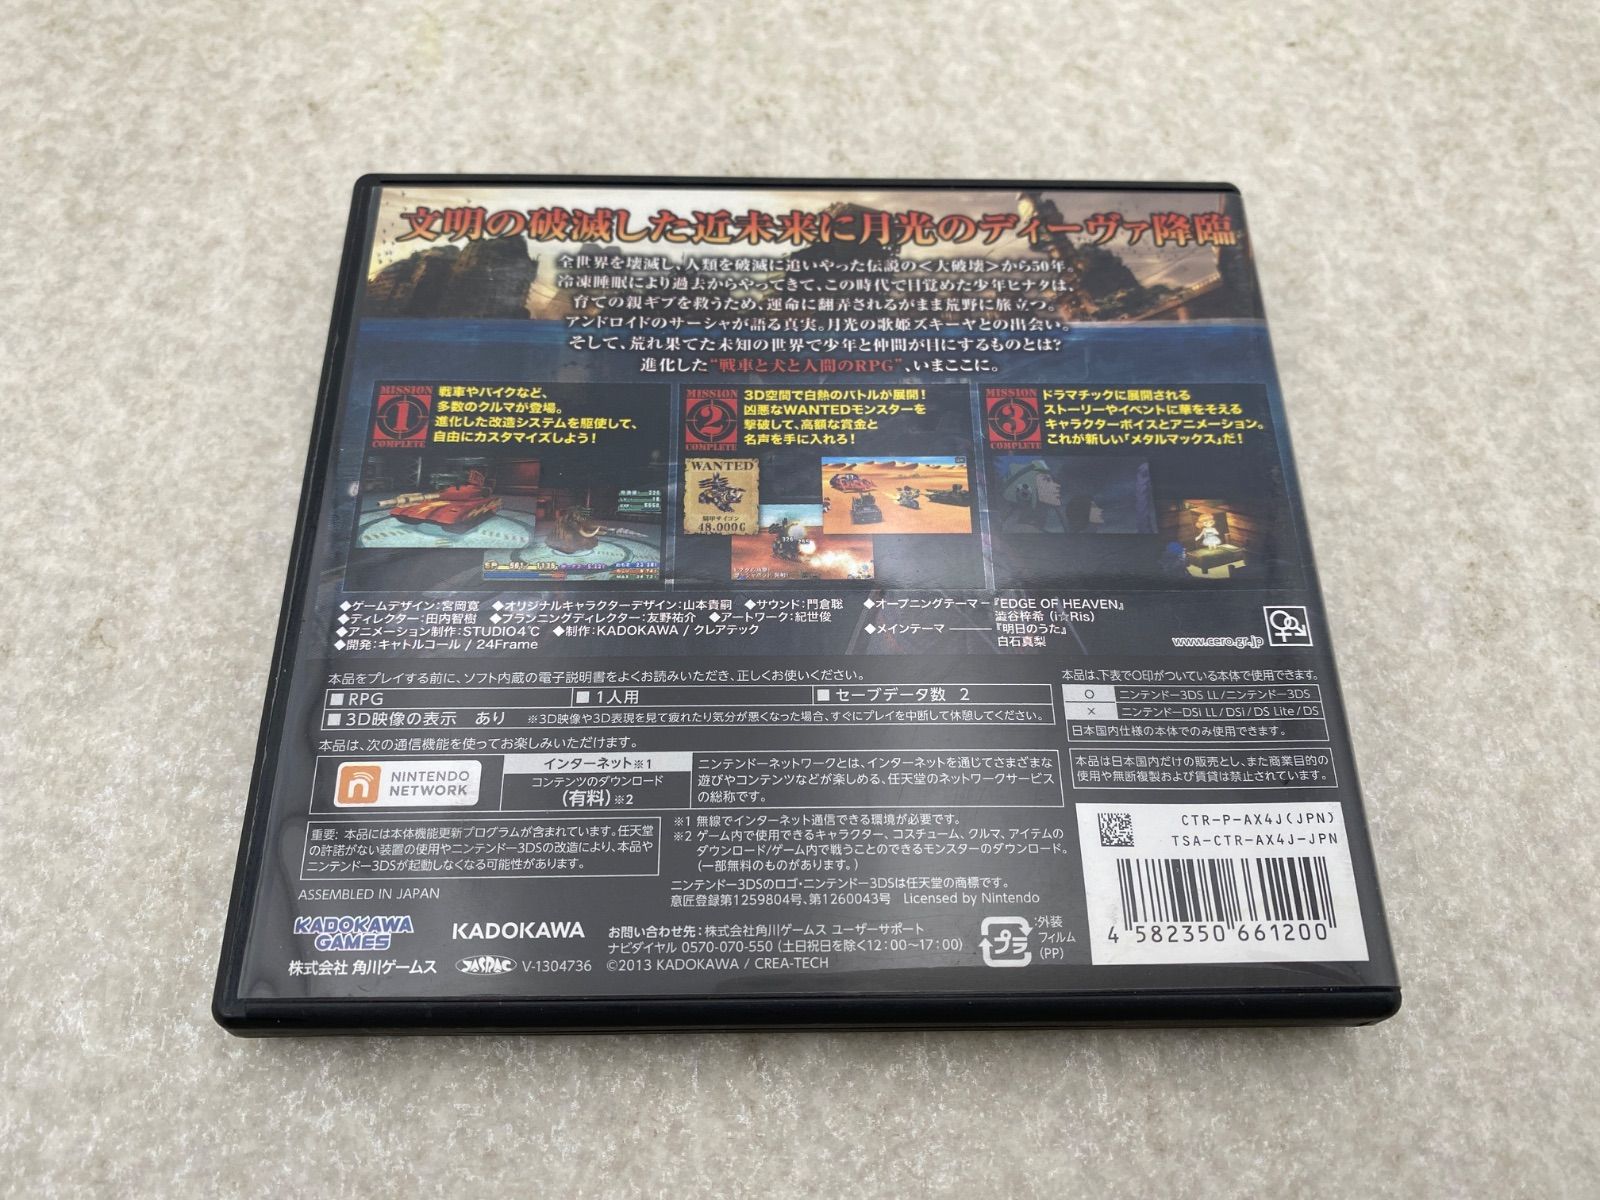 文明の破滅した近未来に月光のディーヴァ降臨
全世界を壊滅し、人類を破滅に追いやった伝説の＜大破壊＞から50年。
冷凍睡眠により過去からやってきて、この時代で目覚めた少年ヒナタは、
育ての親ギブを救うため、運命に翻弄されるがまま荒野に旅立つ。
アンドロイドのサーシャが語る真実。月光の歌姫ズキーヤとの出会い。
そして、荒れ果てた未知の世界で少年と仲間が目にするものとは?
進化した“戦車と犬と人間のRPG”、いまここに。
MISSION
1
COMPLETE
戦車やバイクなど、
多数のクルマが登場。
進化した改造システムを駆使して、
自由にカスタマイズしよう!
MISSION
2
COMPLETE
3D空間で白熱のバトルが展開!
凶悪なWANTEDモンスターを
撃破して、高額な賞金と
名声を手に入れろ!
WANTED
48,000G
MISSION
3
COMPLETE
ドラマチックに展開される
ストーリーやイベントに華をそえる
キャラクターボイスとアニメーション。
これが新しい「メタルマックス」だ!
◆ゲームデザイン:宮岡寛 ◆オリジナルキャラクターデザイン:山本貴嗣 ◆サウンド:門倉聡
◆ディレクター:田内智樹 ◆プランニングディレクター:友野祐介 ◆アートワーク:紀世俊
◆アニメーション制作:STUDIO4℃ ◆制作:KADOKAWA / クレアテック
◆開発:キャトルコール / 24Frame
◆オープニングテーマ-『EDGE OF HEAVEN』
澁谷梓希(i☆Ris)
◆メインテーマ――『明日のうた』
白石真梨
www.cero.gr.jp
本品をプレイする前に、ソフト内蔵の電子説明書をよくお読みいただき、正しくお使いください。
■RPG ■1人用 ■セーブデータ数 2
■3D映像の表示 あり ※3D映像や3D表現を見て疲れたり気分が悪くなった場合、すぐにプレイを中断して休憩してください。
本品は、下表で○印がついている本体で使用できます。
○ ニンテンドー3DS LL/ニンテンドー3DS
× ニンテンドーDSi LL/DSi/DS Lite/DS
日本国内仕様の本体でのみ使用できます。
本品は、次の通信機能を使ってお楽しみいただけます。
NINTENDO
NETWORK
インターネット※1
コンテンツのダウンロード
(有料)※2
ニンテンドーネットワークとは、インターネットを通じてさまざまな
遊びやコンテンツなどが楽しめる、任天堂のネットワークサービス
の総称です。
本品は日本国内だけの販売とし、また商業目的の
使用や無断複製および賃貸は禁止されています。
※1 無線でインターネット通信できる環境が必要です。
※2 ゲーム内で使用できるキャラクター、コスチューム、クルマ、アイテムの
ダウンロード/ゲーム内で戦うことのできるモンスターのダウンロード。
(一部無料のものがあります。)
重要: 本品には本体機能更新プログラムが含まれています。任天堂
の許諾がない装置の使用やニンテンドー3DSの改造により、本品や
ニンテンドー3DSが起動しなくなる可能性があります。
ニンテンドー3DSのロゴ・ニンテンドー3DSは任天堂の商標です。
意匠登録第1259804号、第1260043号 Licensed by Nintendo
ASSEMBLED IN JAPAN
KADOKAWA
GAMES
株式会社 角川ゲームス
KADOKAWA
JASPAC V-1304736
お問い合わせ先:株式会社角川ゲームス ユーザーサポート
ナビダイヤル 0570-070-550 (土日祝日を除く12:00〜17:00)
©2013 KADOKAWA / CREA-TECH
プラ
:外装
フィルム
(PP)
CTR-P-AX4J(JPN)
TSA-CTR-AX4J-JPN
4 582350 661200